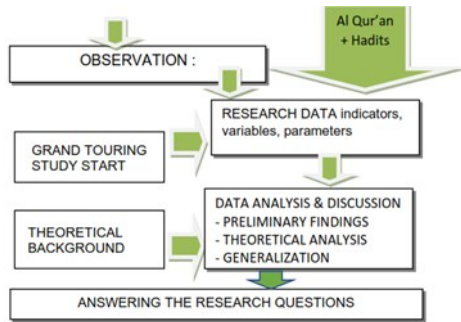 Al Qur'an
+ Hadits
OBSERVATION :
RESEARCH DATA indicators,
variables, parameters
GRAND TOURING
STUDY START
DATA ANALYSIS & DISCUSSION
- PRELIMINARY FINDINGS
- THEORETICAL ANALYSIS
- GENERALIZATION
THEORETICAL
BACKGROUND
ANSWERING THE RESEARCH QUESTIONS